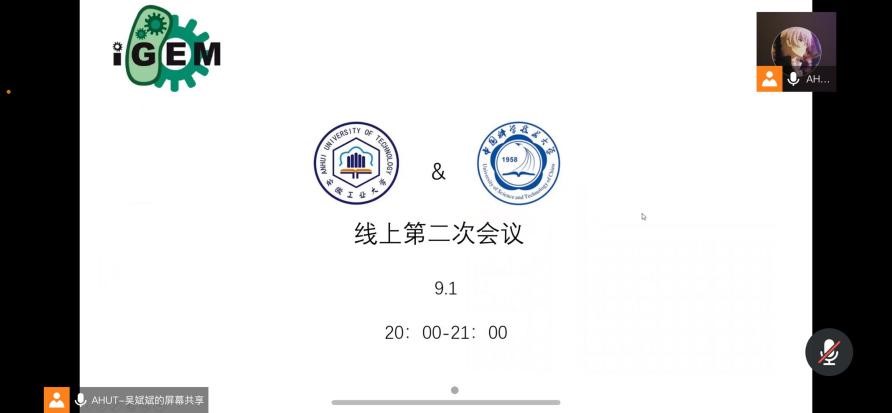 iGEM
AH...
ANHUI UNIVERSITY OF TECHNOLOGY
安徽工业大学
&
中国科学技术大学
1958
University of Science and Technology of China
线上第二次会议
9.1
20：00-21：00
AHUT-吴斌斌的屏幕共享